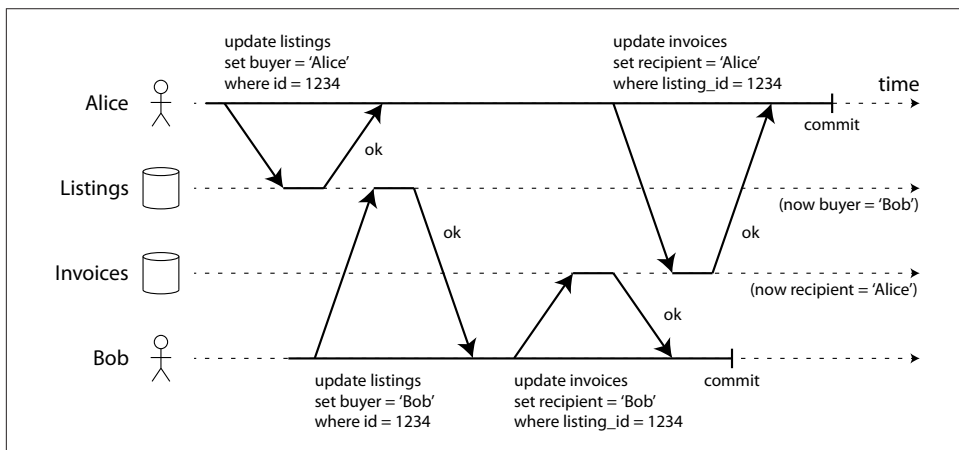 update listings
set buyer = ‘Alice’
where id = 1234
update invoices
set recipient = ‘Alice’
where listing_id = 1234
Alice
time
commit
ok
Listings
(now buyer = ‘Bob’)
ok
ok
Invoices
(now recipient = ‘Alice’)
ok
Bob
commit
update listings
set buyer = ‘Bob’
where id = 1234
update invoices
set recipient = ‘Bob’
where listing_id = 1234